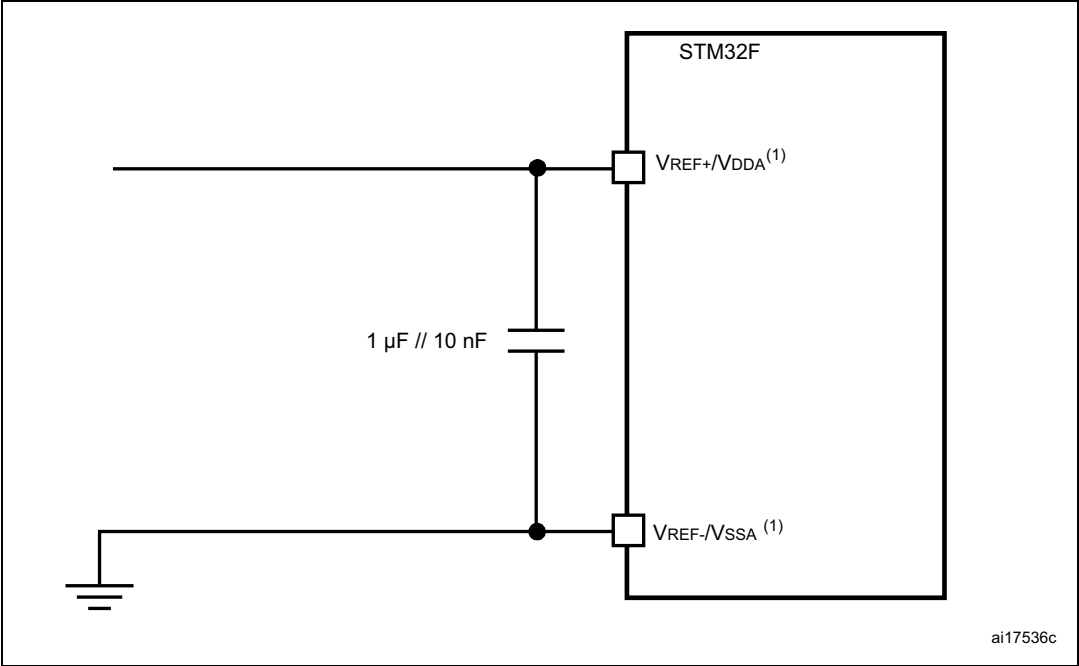 STM32F
VREF+/VDDA(1)
1 µF // 10 nF
VREF-/VSSA (1)
ai17536c